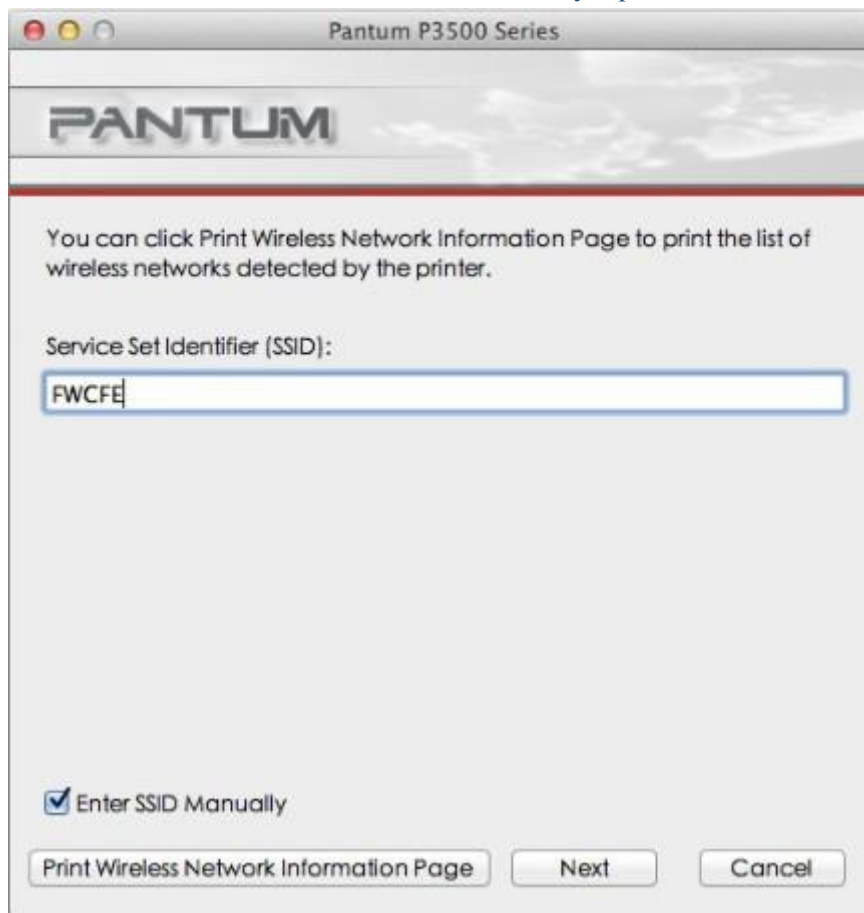 Pantum P3500 Series
PANTUM
You can click Print Wireless Network Information Page to print the list of
wireless networks detected by the printer.
Service Set Identifier (SSID):
FWCFE
Enter SSID Manually
Print Wireless Network Information Page Next Cancel